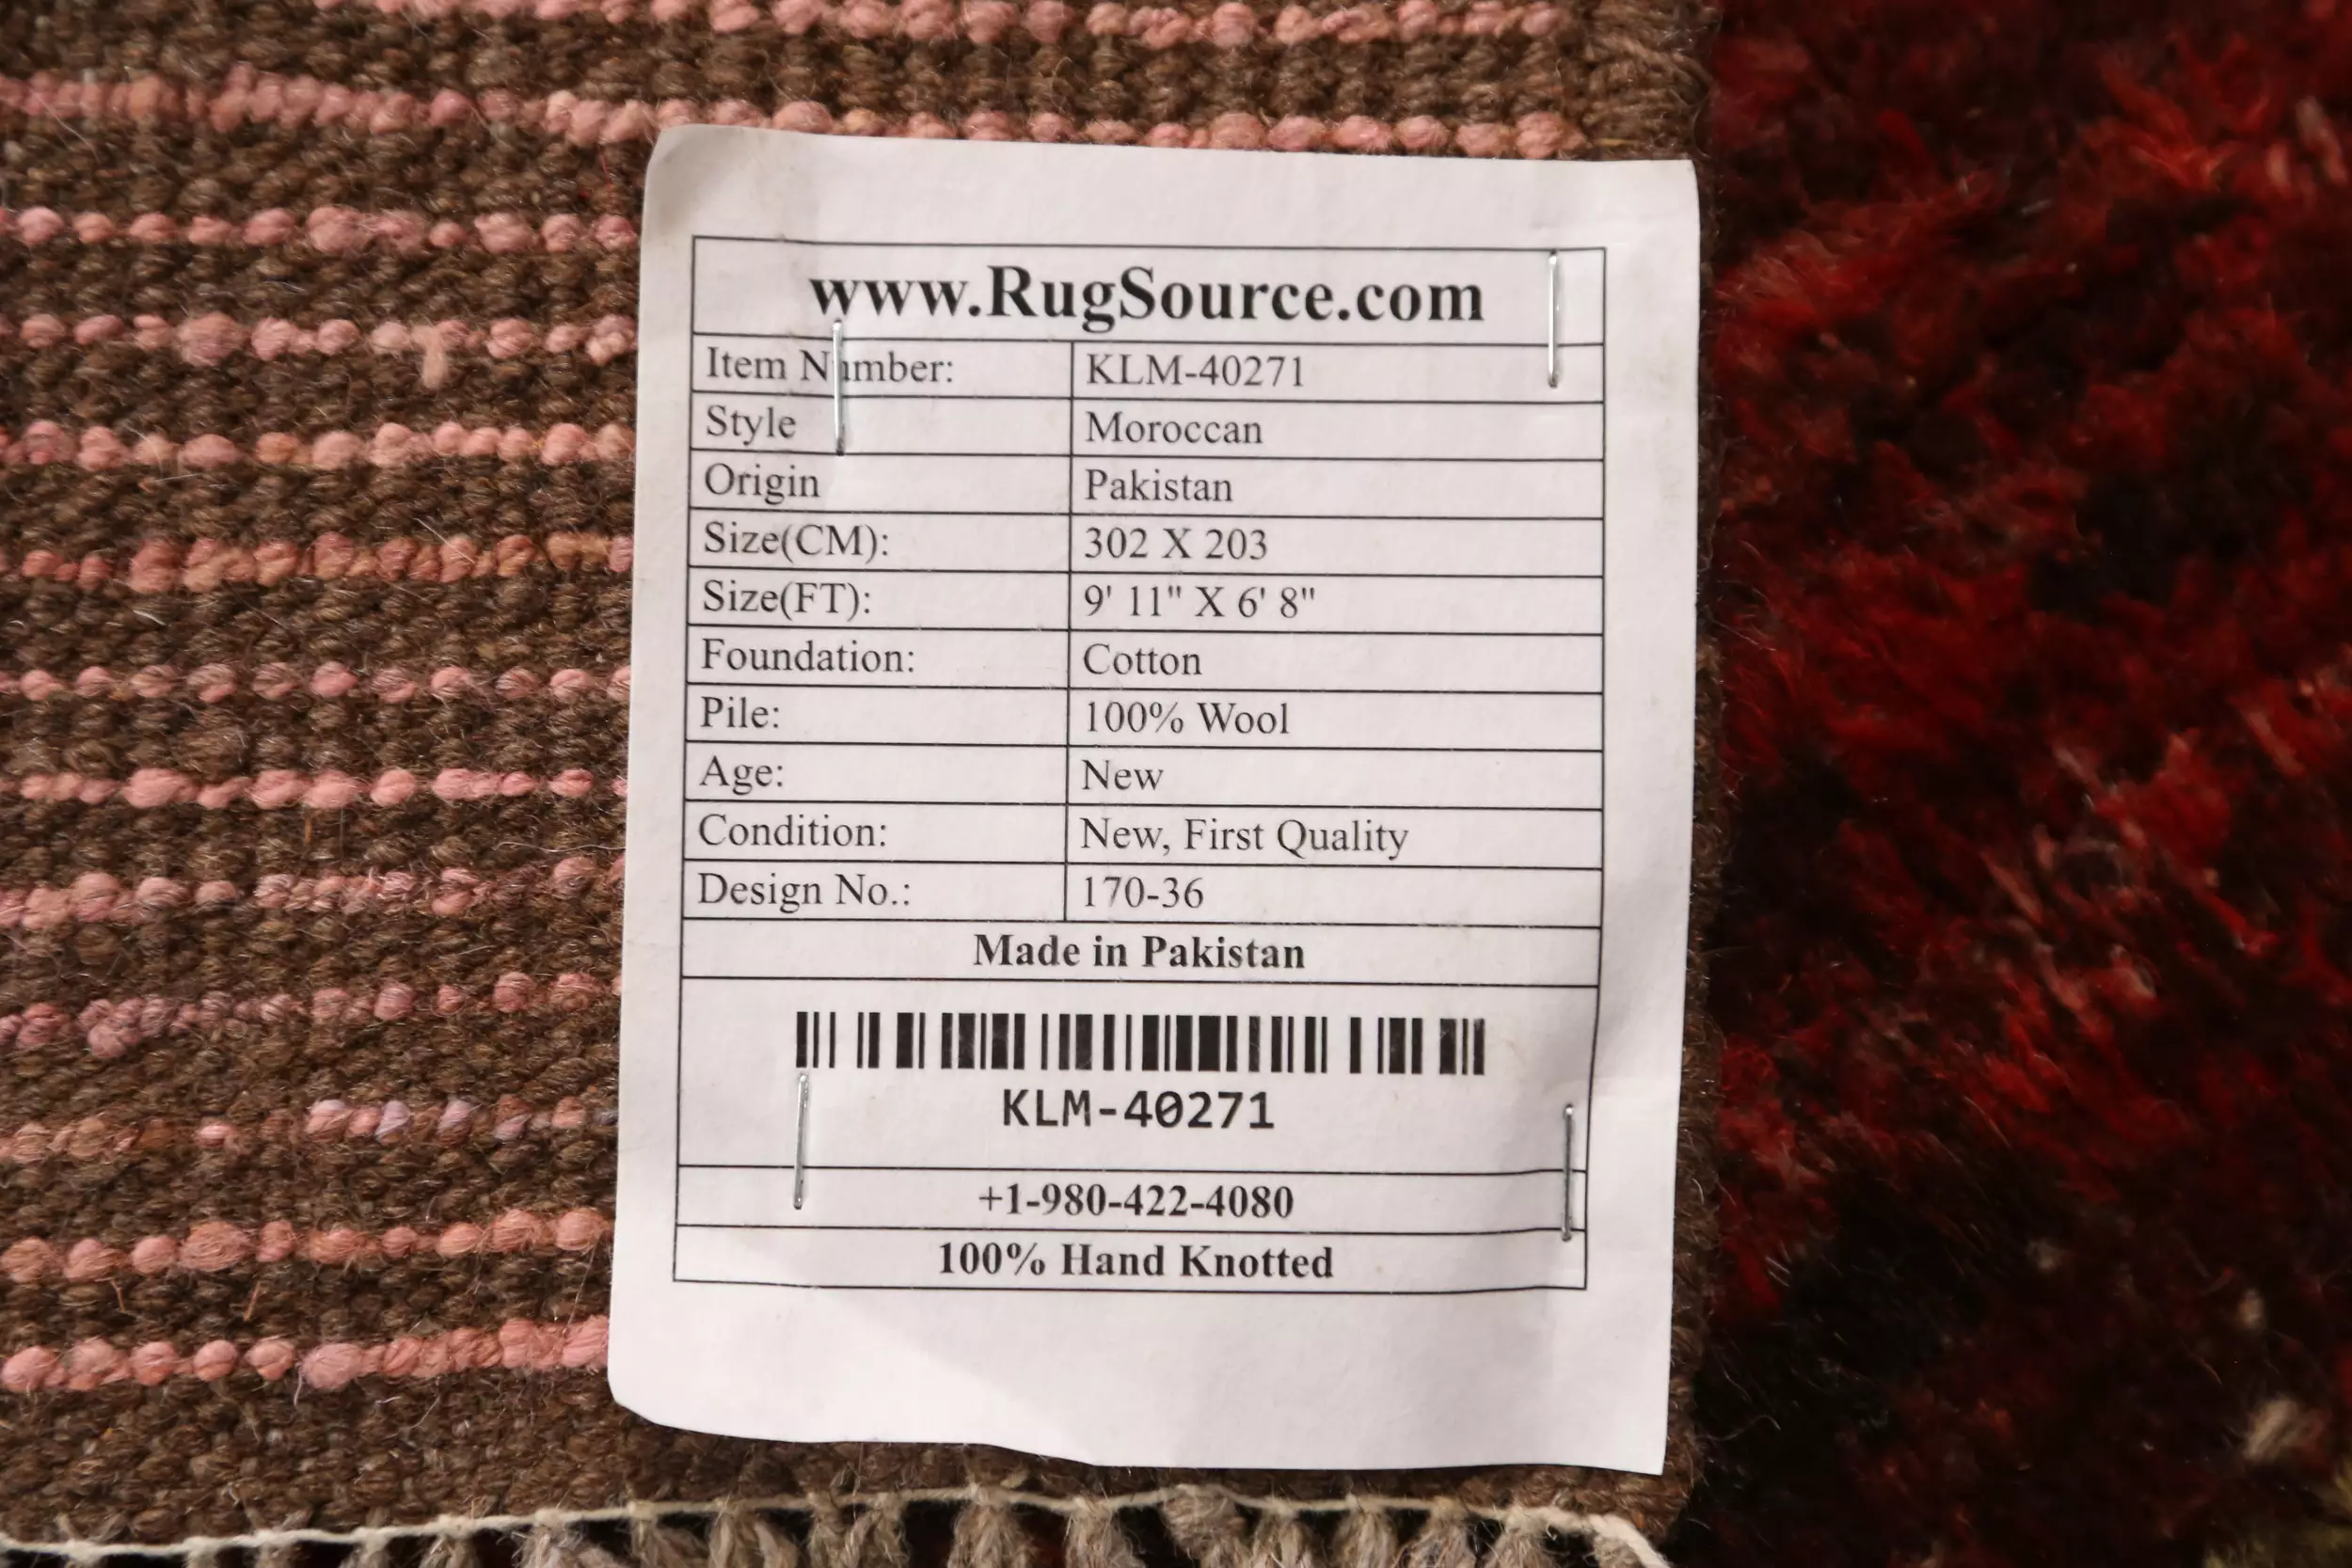 www.RugSource.com
Item Number: KLM-40271
Style Moroccan
Origin Pakistan
Size(CM): 302 X 203
Size(FT): 9' 11" X 6' 8"
Foundation: Cotton
Pile: 100% Wool
Age: New
Condition: New, First Quality
Design No.: 170-36
Made in Pakistan
KLM-40271
+1-980-422-4080
100% Hand Knotted